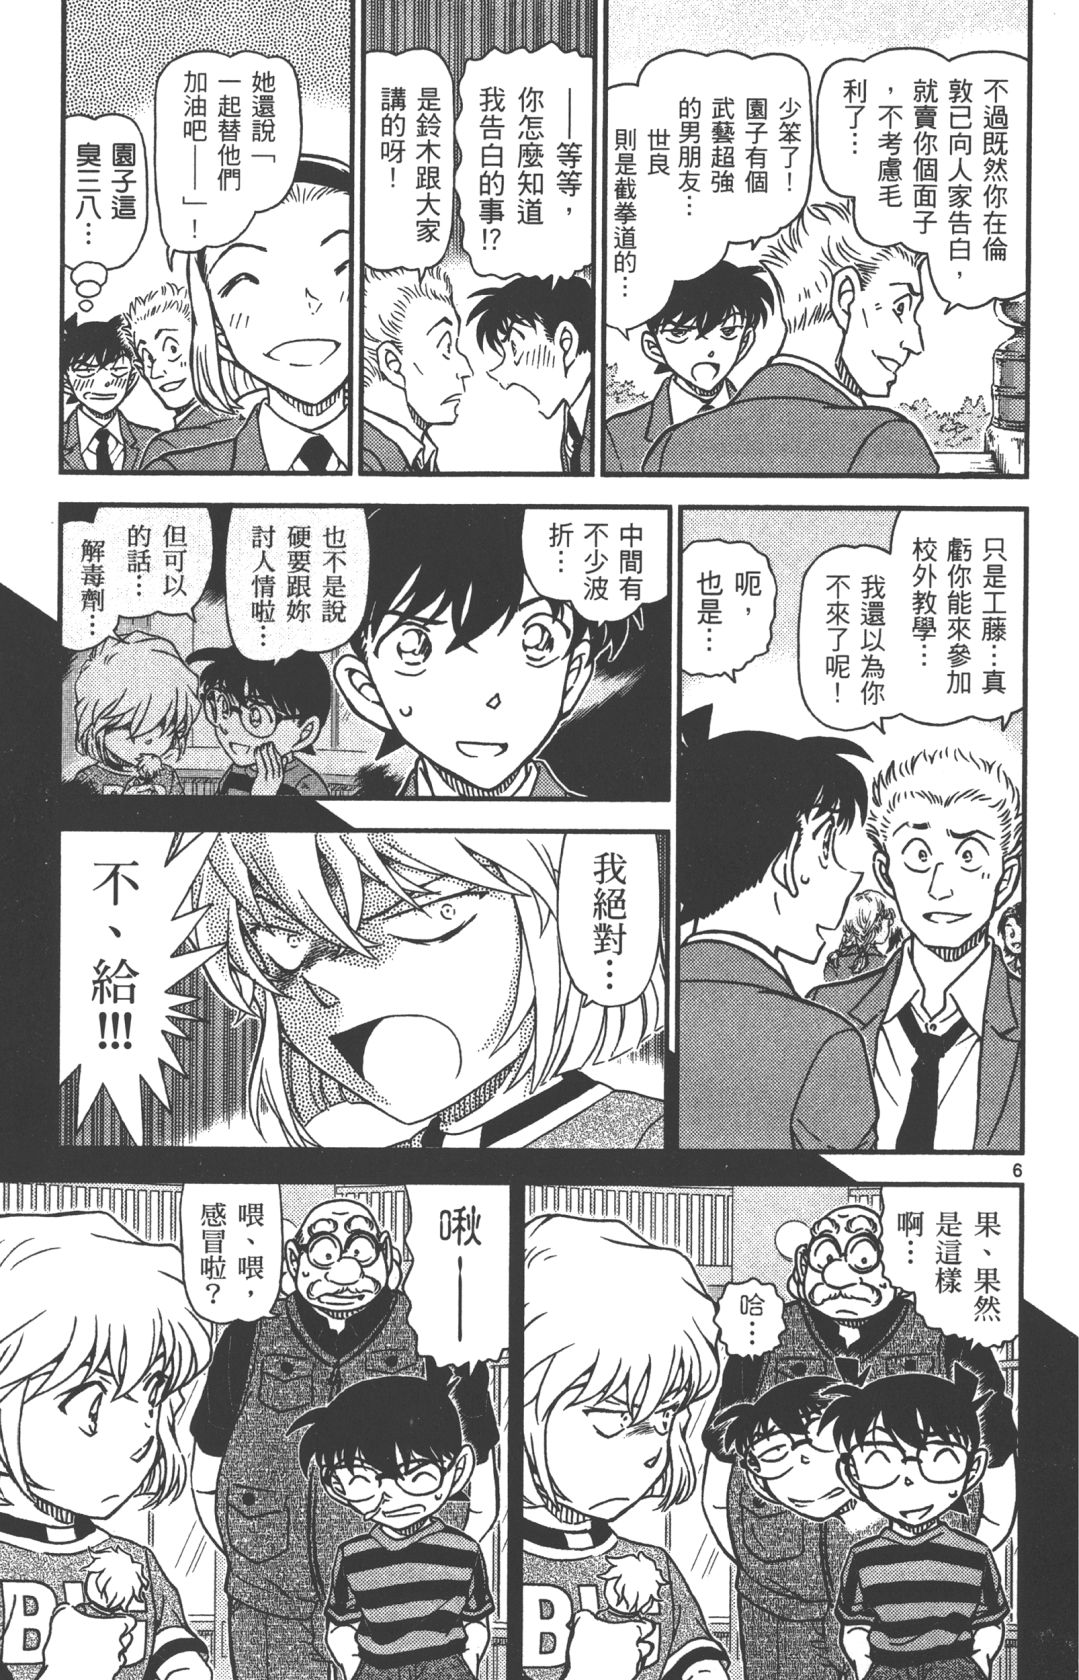 不過既然你在倫
敦已向人家告白，
就賣你個面子
，不考慮毛
利了…
少笨了！
園子有個
武藝超強
的男朋友…
世良
則是截拳道的…
——等等，
你怎麼知道
我告白的事!?
是鈴木跟大家
講的呀！
她還說「
一起替他們
加油吧——」！
園子這
臭三八…
只是工藤…真
虧你能來參加
校外教學…
我還以為你
不來了呢！
呃，
也是…
中間有
不少波
折…
也不是說
硬要跟妳
討人情啦…
但可以
的話…
解毒劑…
我絕對…
不、給!!!
6
果、果然
是這樣
啊…
哈…
啾——
喂、喂，
感冒啦？
B
B